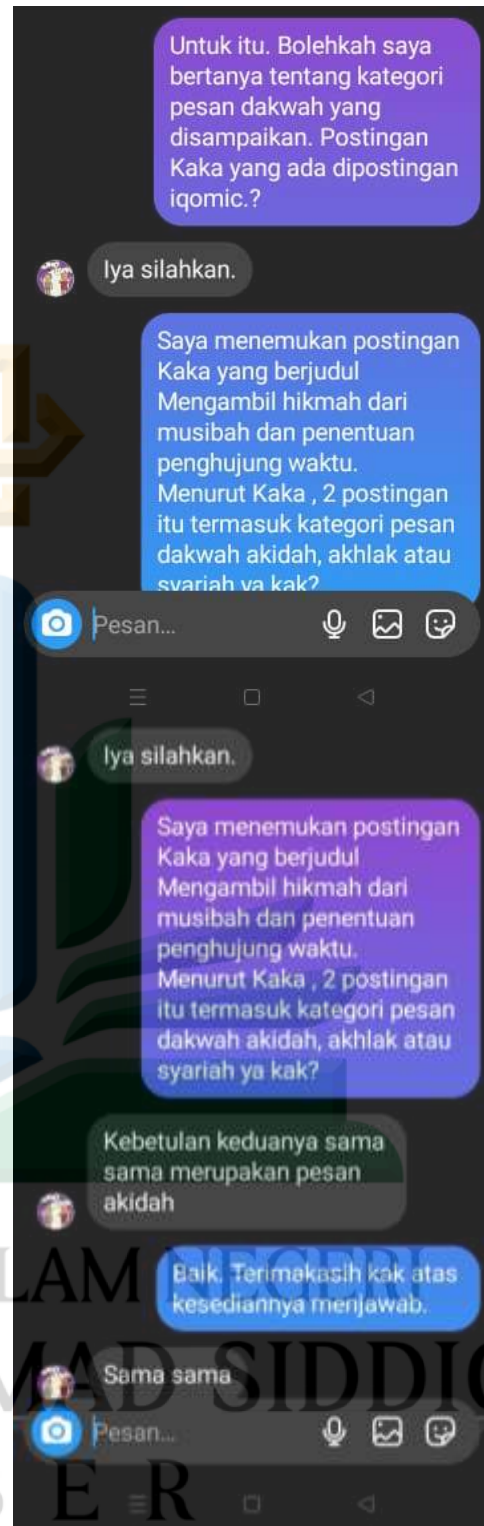 Untuk itu. Bolehkah saya
bertanya tentang kategori
pesan dakwah yang
disampaikan. Postingan
Kaka yang ada dipostingan
iqomic.?
Iya silahkan.
Saya menemukan postingan
Kaka yang berjudul
Mengambil hikmah dari
musibah dan penentuan
penghujung waktu.
Menurut Kaka , 2 postingan
itu termasuk kategori pesan
dakwah akidah, akhlak atau
syariah ya kak?
Pesan...
Iya silahkan.
Saya menemukan postingan
Kaka yang berjudul
Mengambil hikmah dari
musibah dan penentuan
penghujung waktu.
Menurut Kaka , 2 postingan
itu termasuk kategori pesan
dakwah akidah, akhlak atau
syariah ya kak?
Kebetulan keduanya sama
sama merupakan pesan
akidah
Baik. Terimakasih kak atas
kesediannya menjawab.
LAM NEGERI
Sama sama
MAD SIDDIQ
Pesan...
E R